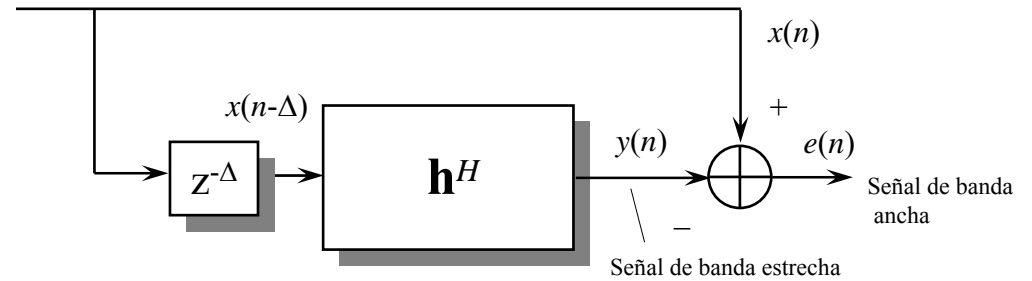 x(n)
+
x(n-Δ)
y(n)
e(n)
z^-Δ
h^H
Señal de banda
ancha
−
Señal de banda estrecha